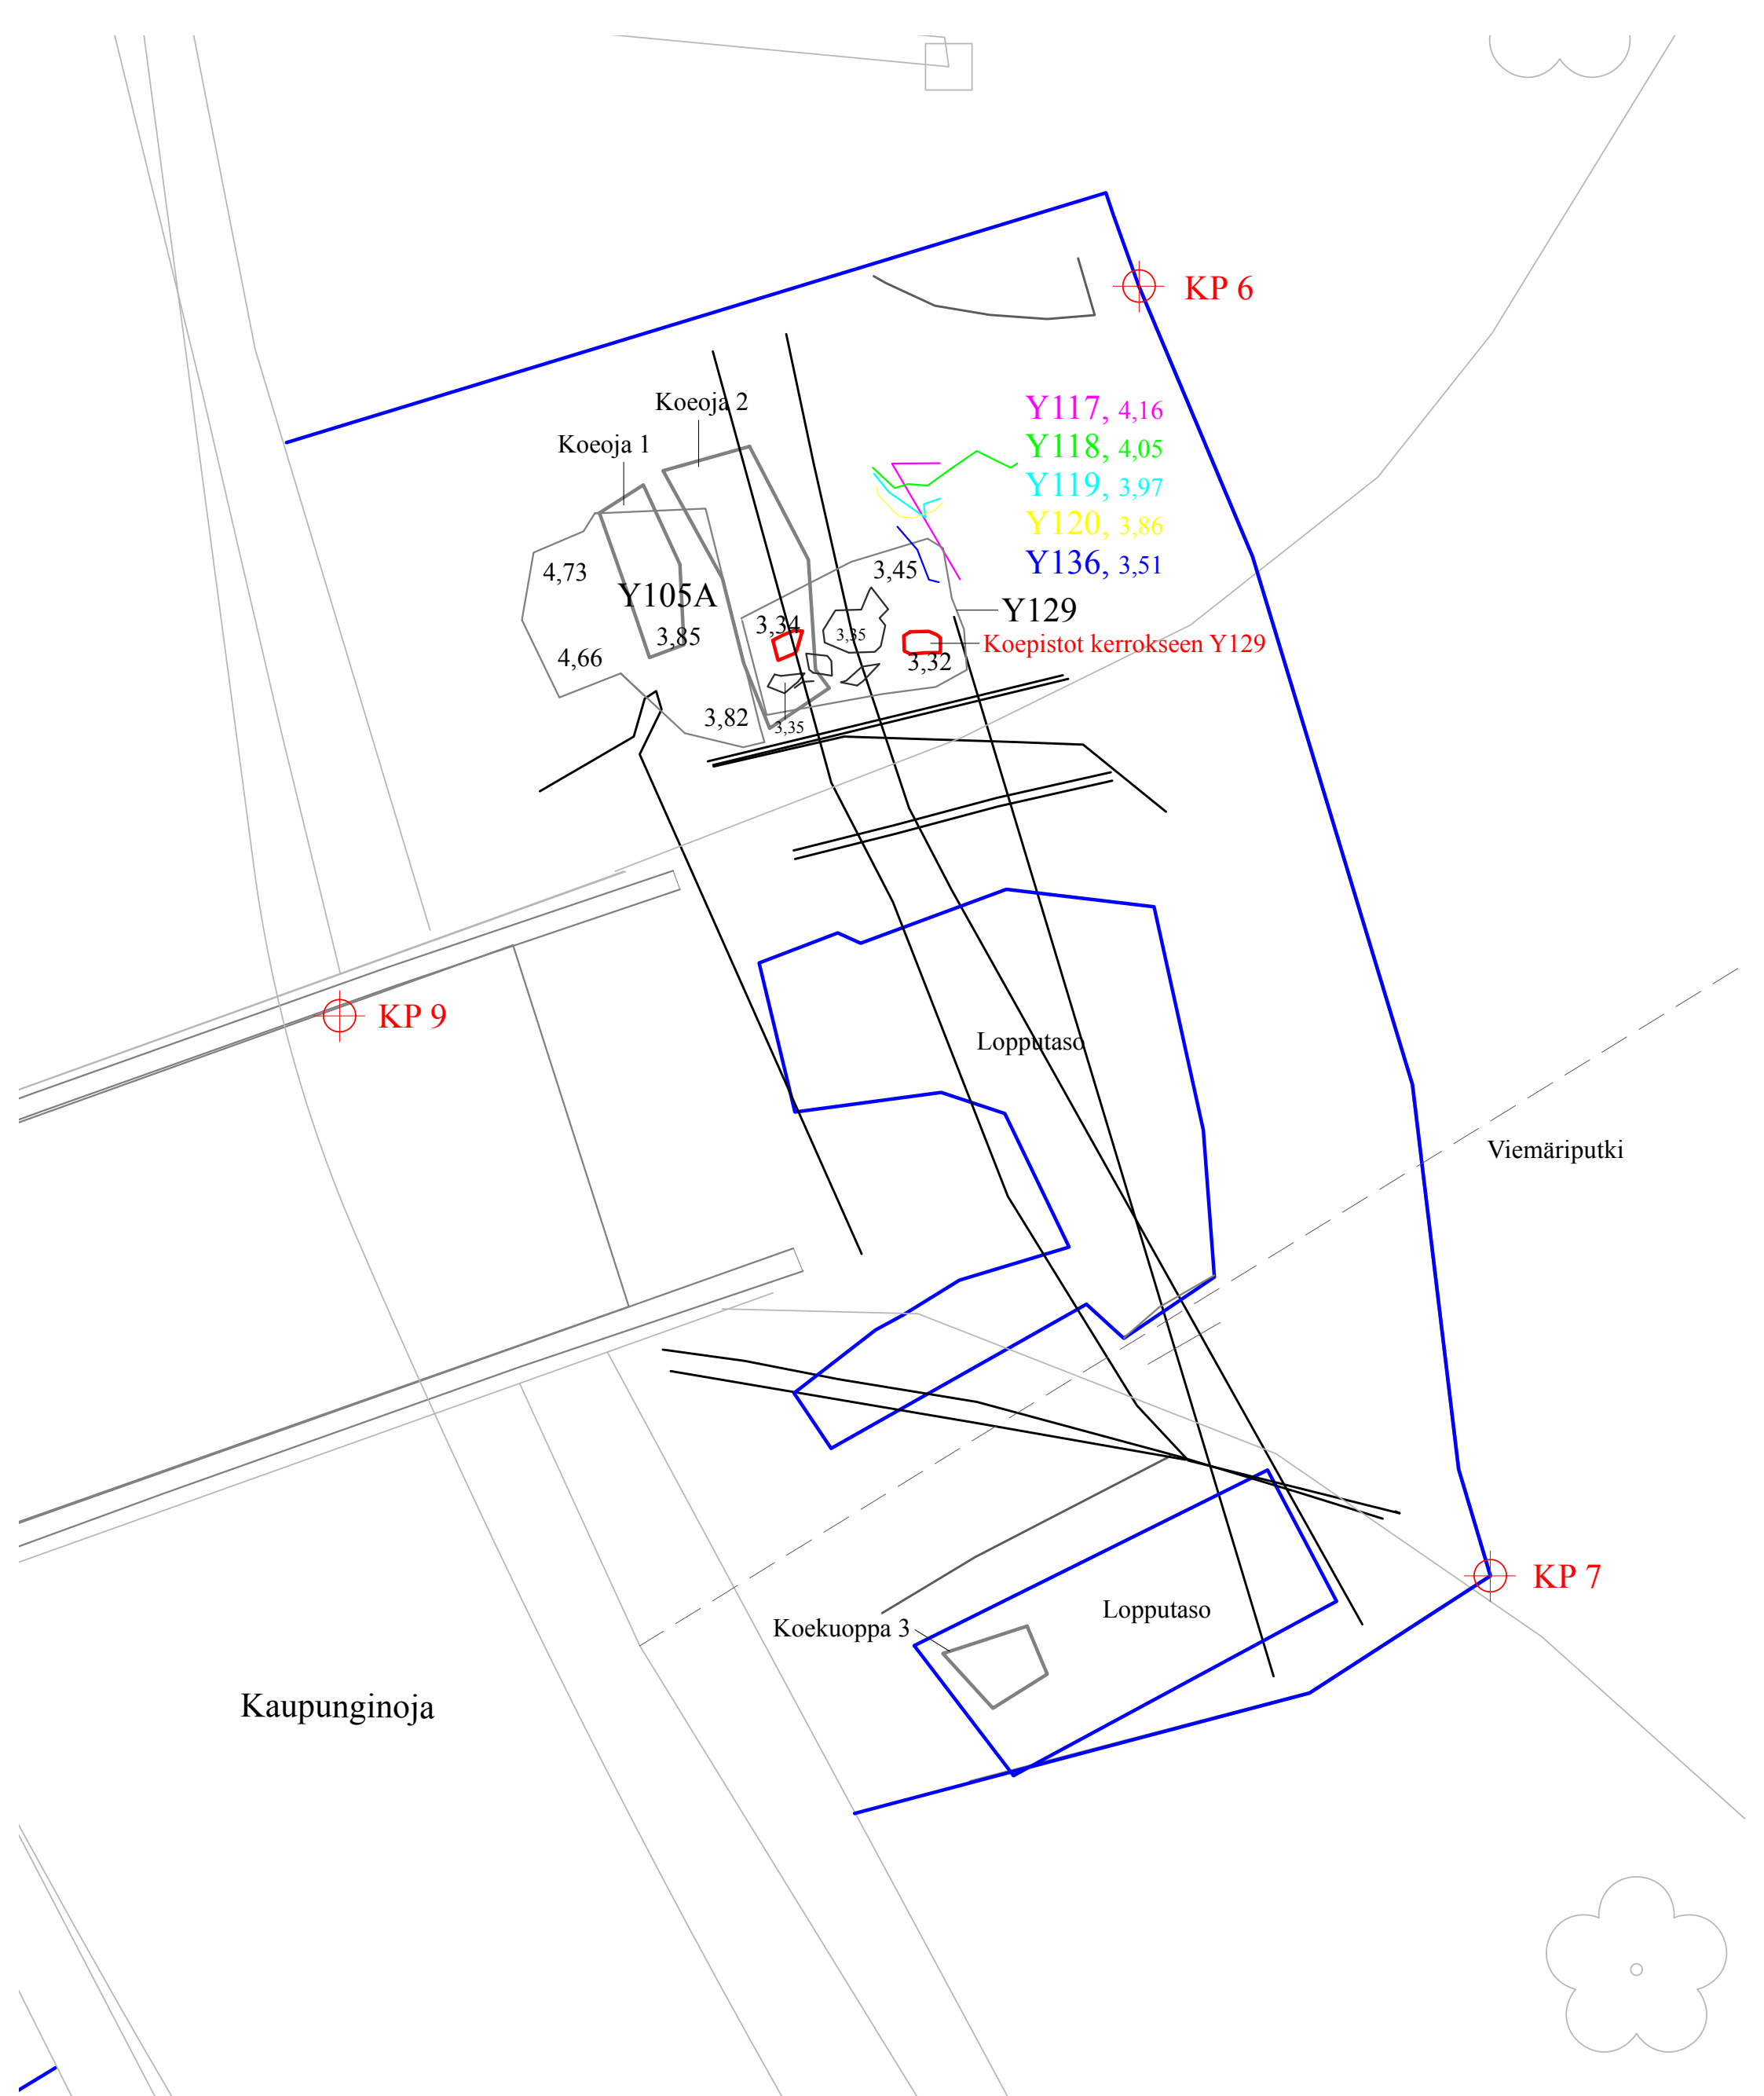 KP 6
Koeoja 2
Y117, 4,16
Koeoja 1
Y118, 4,05
Y119, 3,97
Y120, 3,86
Y136, 3,51
4,73
3,45
Y105A
Y129
3,34
3,35
3,85
Koepistot kerrokseen Y129
4,66
3,32
3,82
3,35
KP 9
Lopputaso
Viemäriputki
KP 7
Lopputaso
Koekuoppa 3
Kaupunginoja